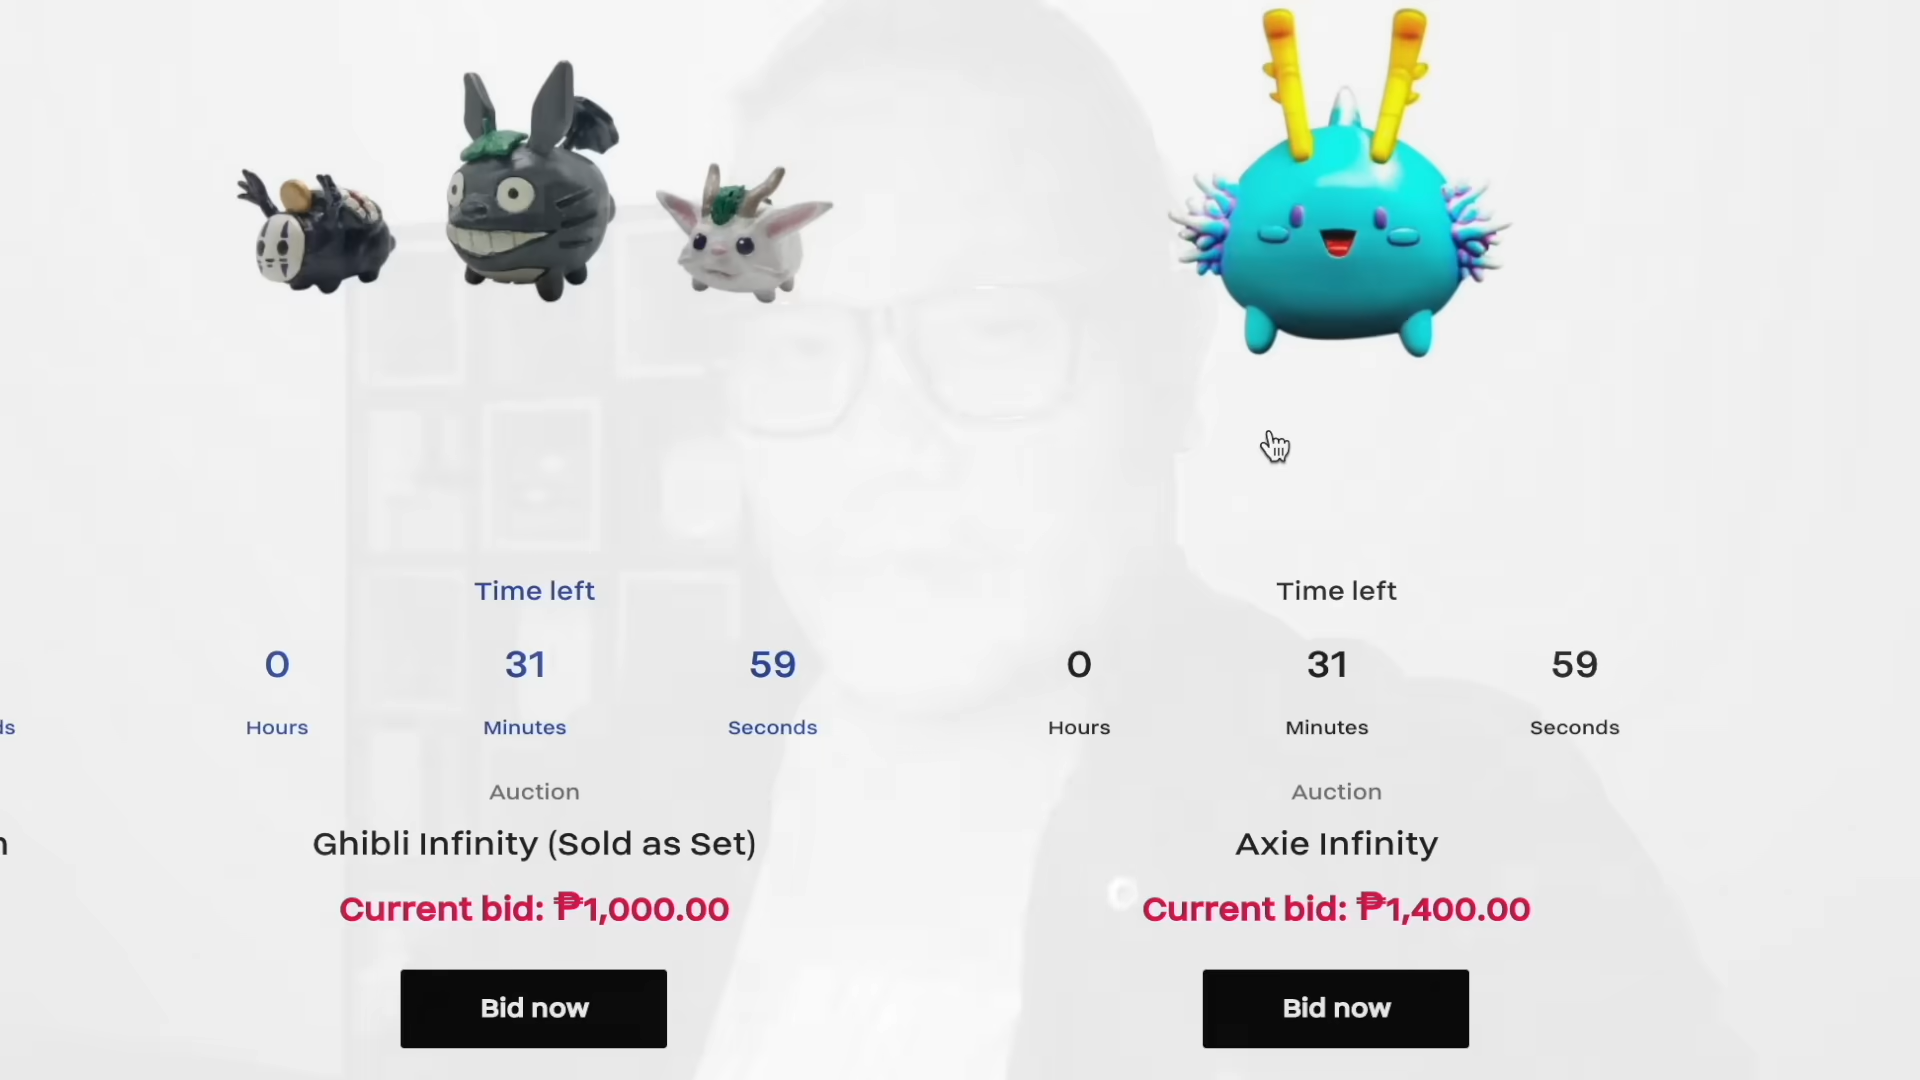 Time left
0 31 59
Hours Minutes Seconds
Auction
Ghibli Infinity (Sold as Set)
Current bid: ₱1,000.00
Bid now
Time left
0 31 59
Hours Minutes Seconds
Auction
Axie Infinity
Current bid: ₱1,400.00
Bid now